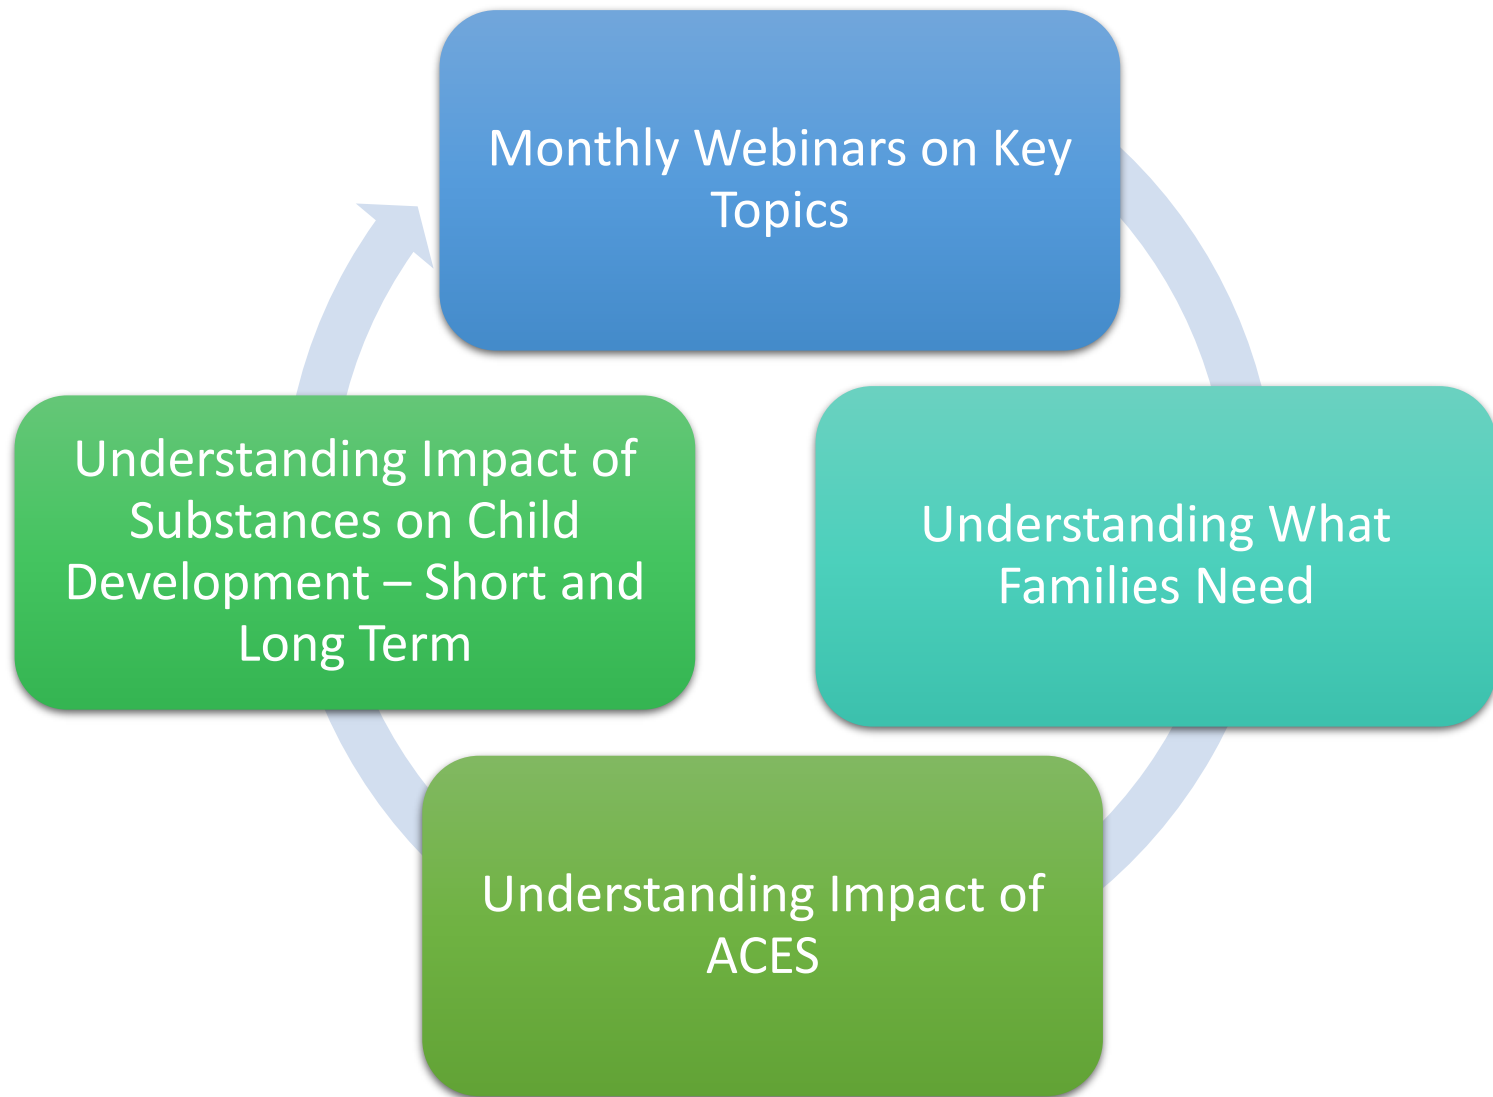 Monthly Webinars on Key
Topics
Understanding What
Families Need
Understanding Impact of
ACES
Understanding Impact of
Substances on Child
Development – Short and
Long Term